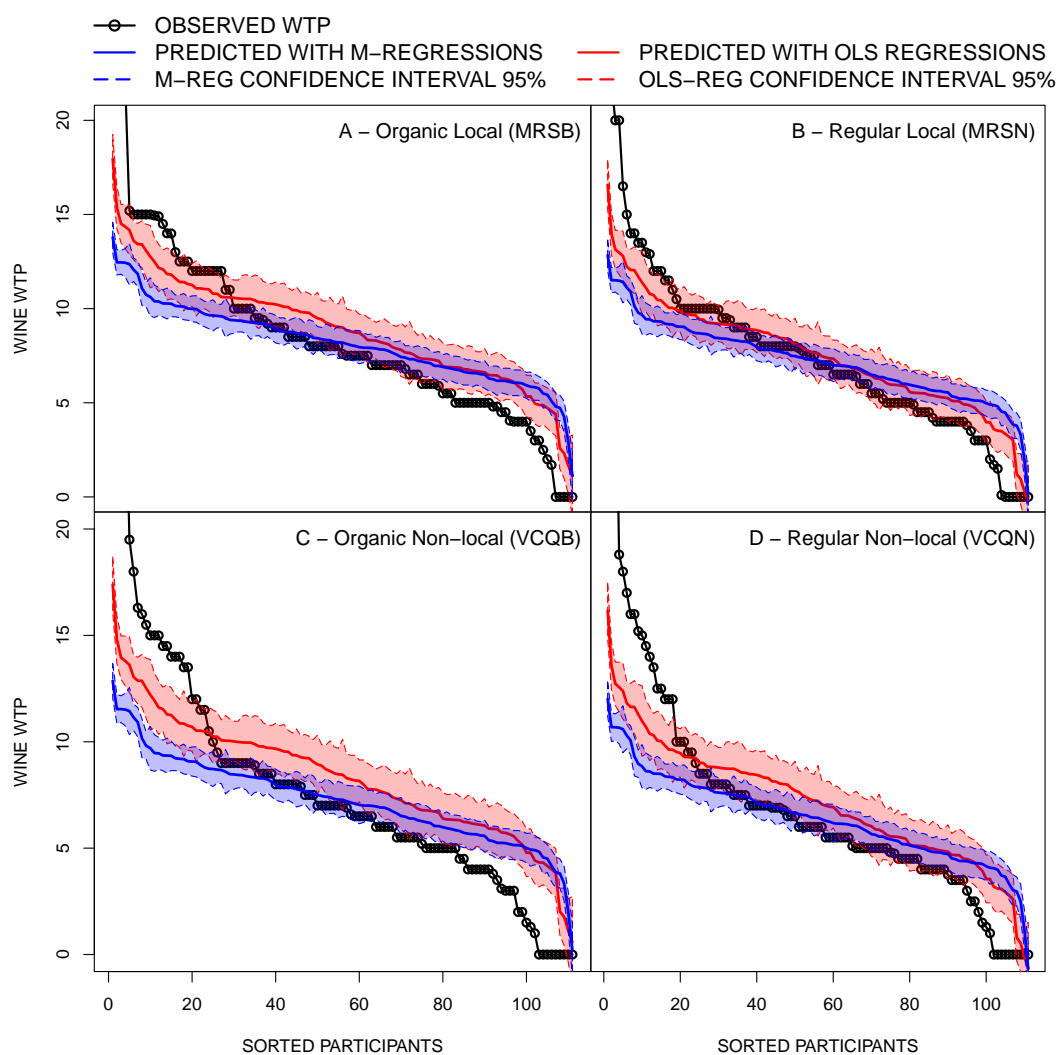 OBSERVED WTP
PREDICTED WITH M−REGRESSIONS PREDICTED WITH OLS REGRESSIONS
M−REG CONFIDENCE INTERVAL 95% OLS−REG CONFIDENCE INTERVAL 95%
A − Organic Local (MRSB)
B − Regular Local (MRSN)
20
15
10
5
0
WINE WTP
C − Organic Non−local (VCQB)
D − Regular Non−local (VCQN)
20
15
10
5
0
WINE WTP
0 20 40 60 80 100 0 20 40 60 80 100
SORTED PARTICIPANTS SORTED PARTICIPANTS